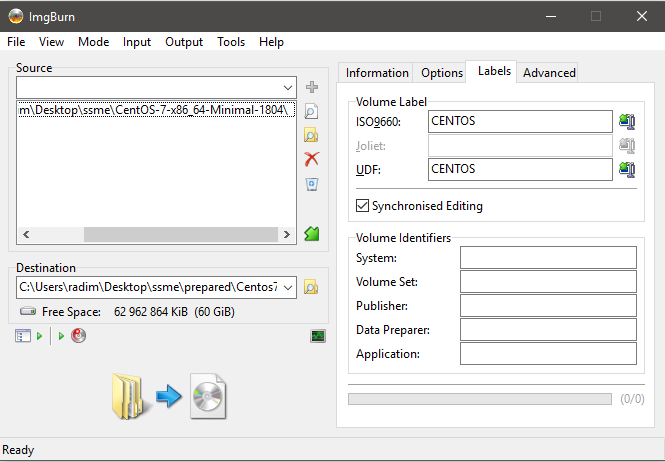 ImgBurn
File View Mode Input Output Tools Help
Source
m\Desktop\ssme\CentOS-7-x86_64-Minimal-1804\
Destination
C:\Users\radim\Desktop\ssme\prepared\Centos7
Free Space: 62 962 864 KiB (60 GiB)
Information Options Labels Advanced
Volume Label
ISO9660: CENTOS
Joliet:
UDF: CENTOS
Synchronised Editing
Volume Identifiers
System:
Volume Set:
Publisher:
Data Preparer:
Application:
(0/0)
Ready